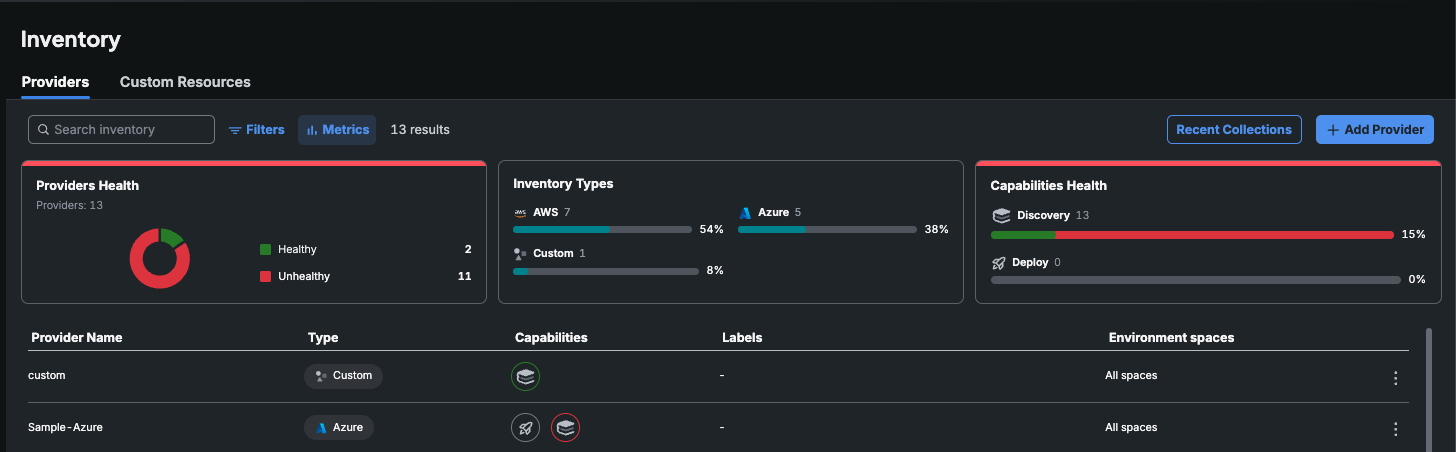 Inventory
Providers Custom Resources
Search inventory Filters Metrics 13 results Recent Collections + Add Provider
Providers Health
Providers: 13
Healthy 2
Unhealthy 11
Inventory Types
aws AWS 7 54%
Azure 5 38%
Custom 1 8%
Capabilities Health
Discovery 13 15%
Deploy 0 0%
Provider Name Type Capabilities Labels Environment spaces
custom Custom - All spaces
Sample-Azure Azure - All spaces